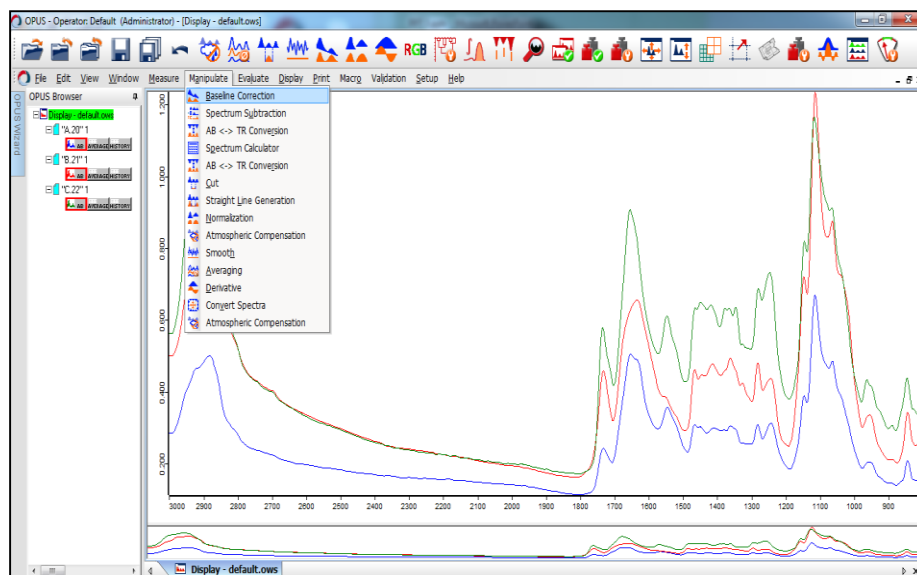 OPUS - Operator: Default (Administrator) - [Display - default.ows]
RGB
File Edit View Window Measure Manipulate Evaluate Display Print Macro Validation Setup Help
OPUS Browser
OPUS Wizard
Display - default.ows
"A.20" 1
AB AVERAGE HISTORY
"B.21" 1
AB AVERAGE HISTORY
"C.22" 1
AB AVERAGE HISTORY
Baseline Correction
Spectrum Subtraction
AB <-> TR Conversion
Spectrum Calculator
AB <-> TR Conversion
Cut
Straight Line Generation
Normalization
Atmospheric Compensation
Smooth
Averaging
Derivative
Convert Spectra
Atmospheric Compensation
1.200
1.000
0.800
0.600
0.400
0.200
3000 2900 2800 2700 2600 2500 2400 2300 2200 2100 2000 1900 1800 1700 1600 1500 1400 1300 1200 1100 1000 900
Display - default.ows